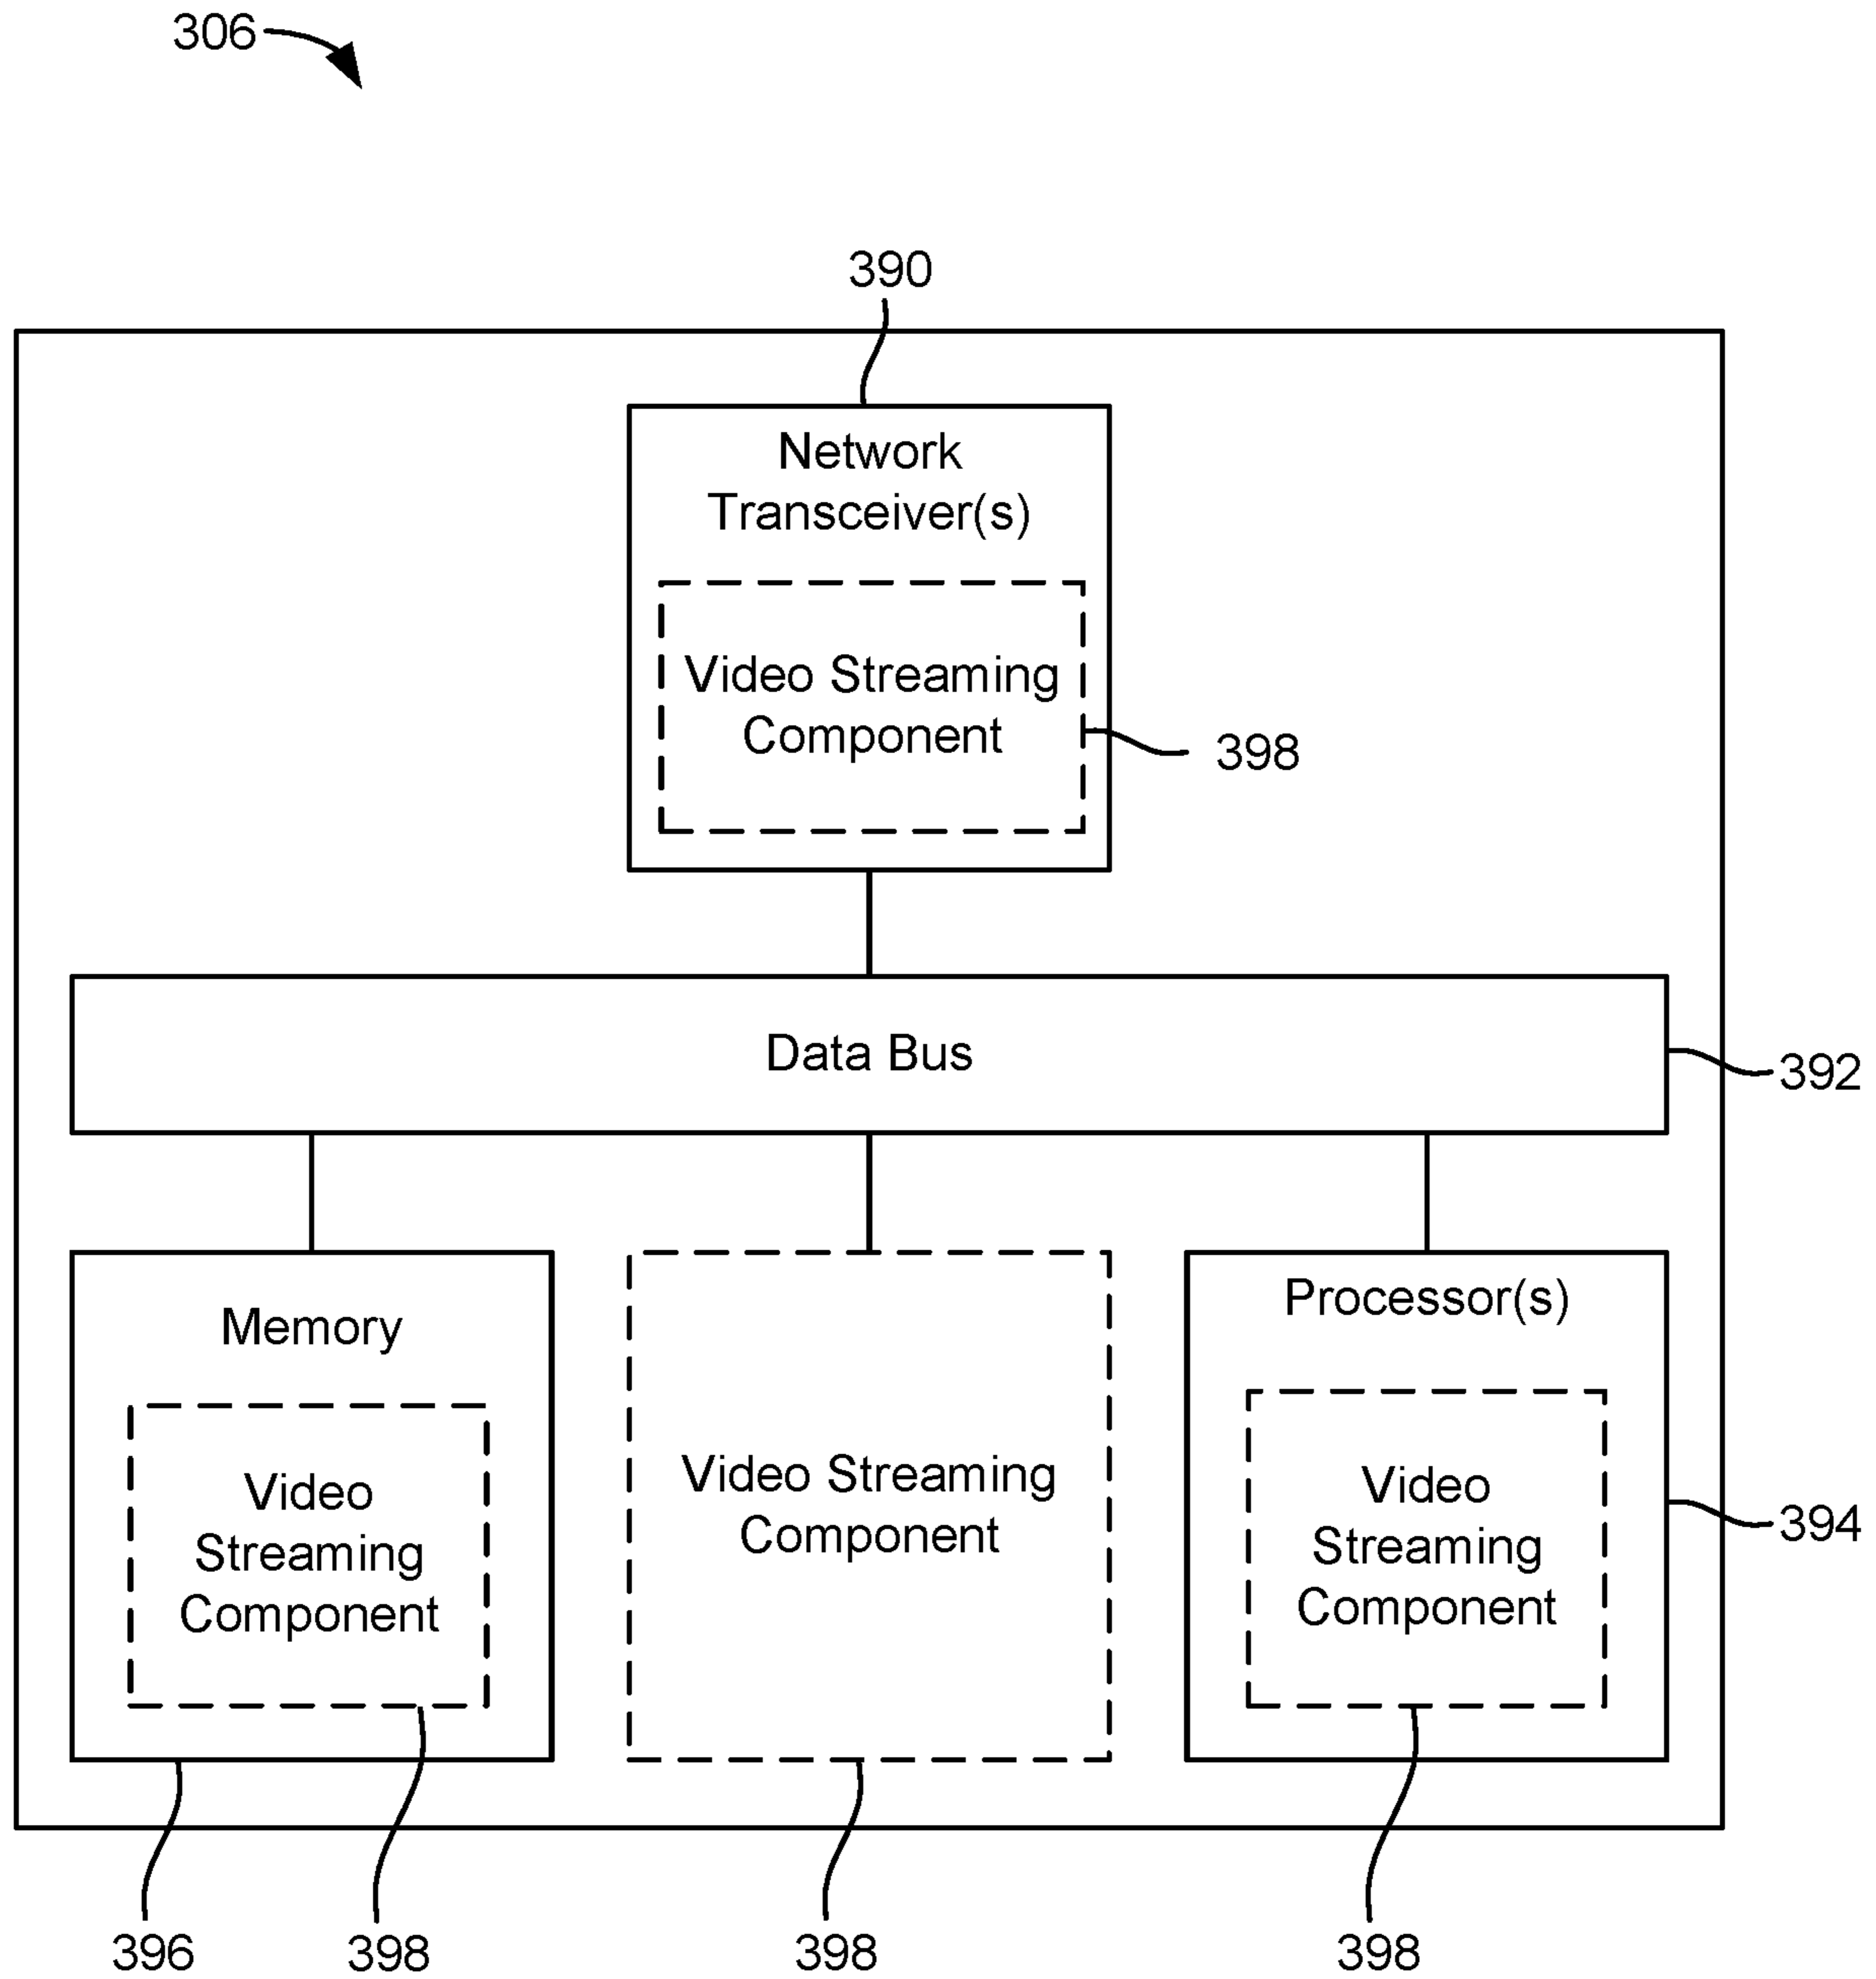 306
390
Network
Transceiver(s)
Video Streaming
Component
398
Data Bus
392
Memory
Video
Streaming
Component
Video Streaming
Component
Processor(s)
Video
Streaming
Component
394
396
398
398
398